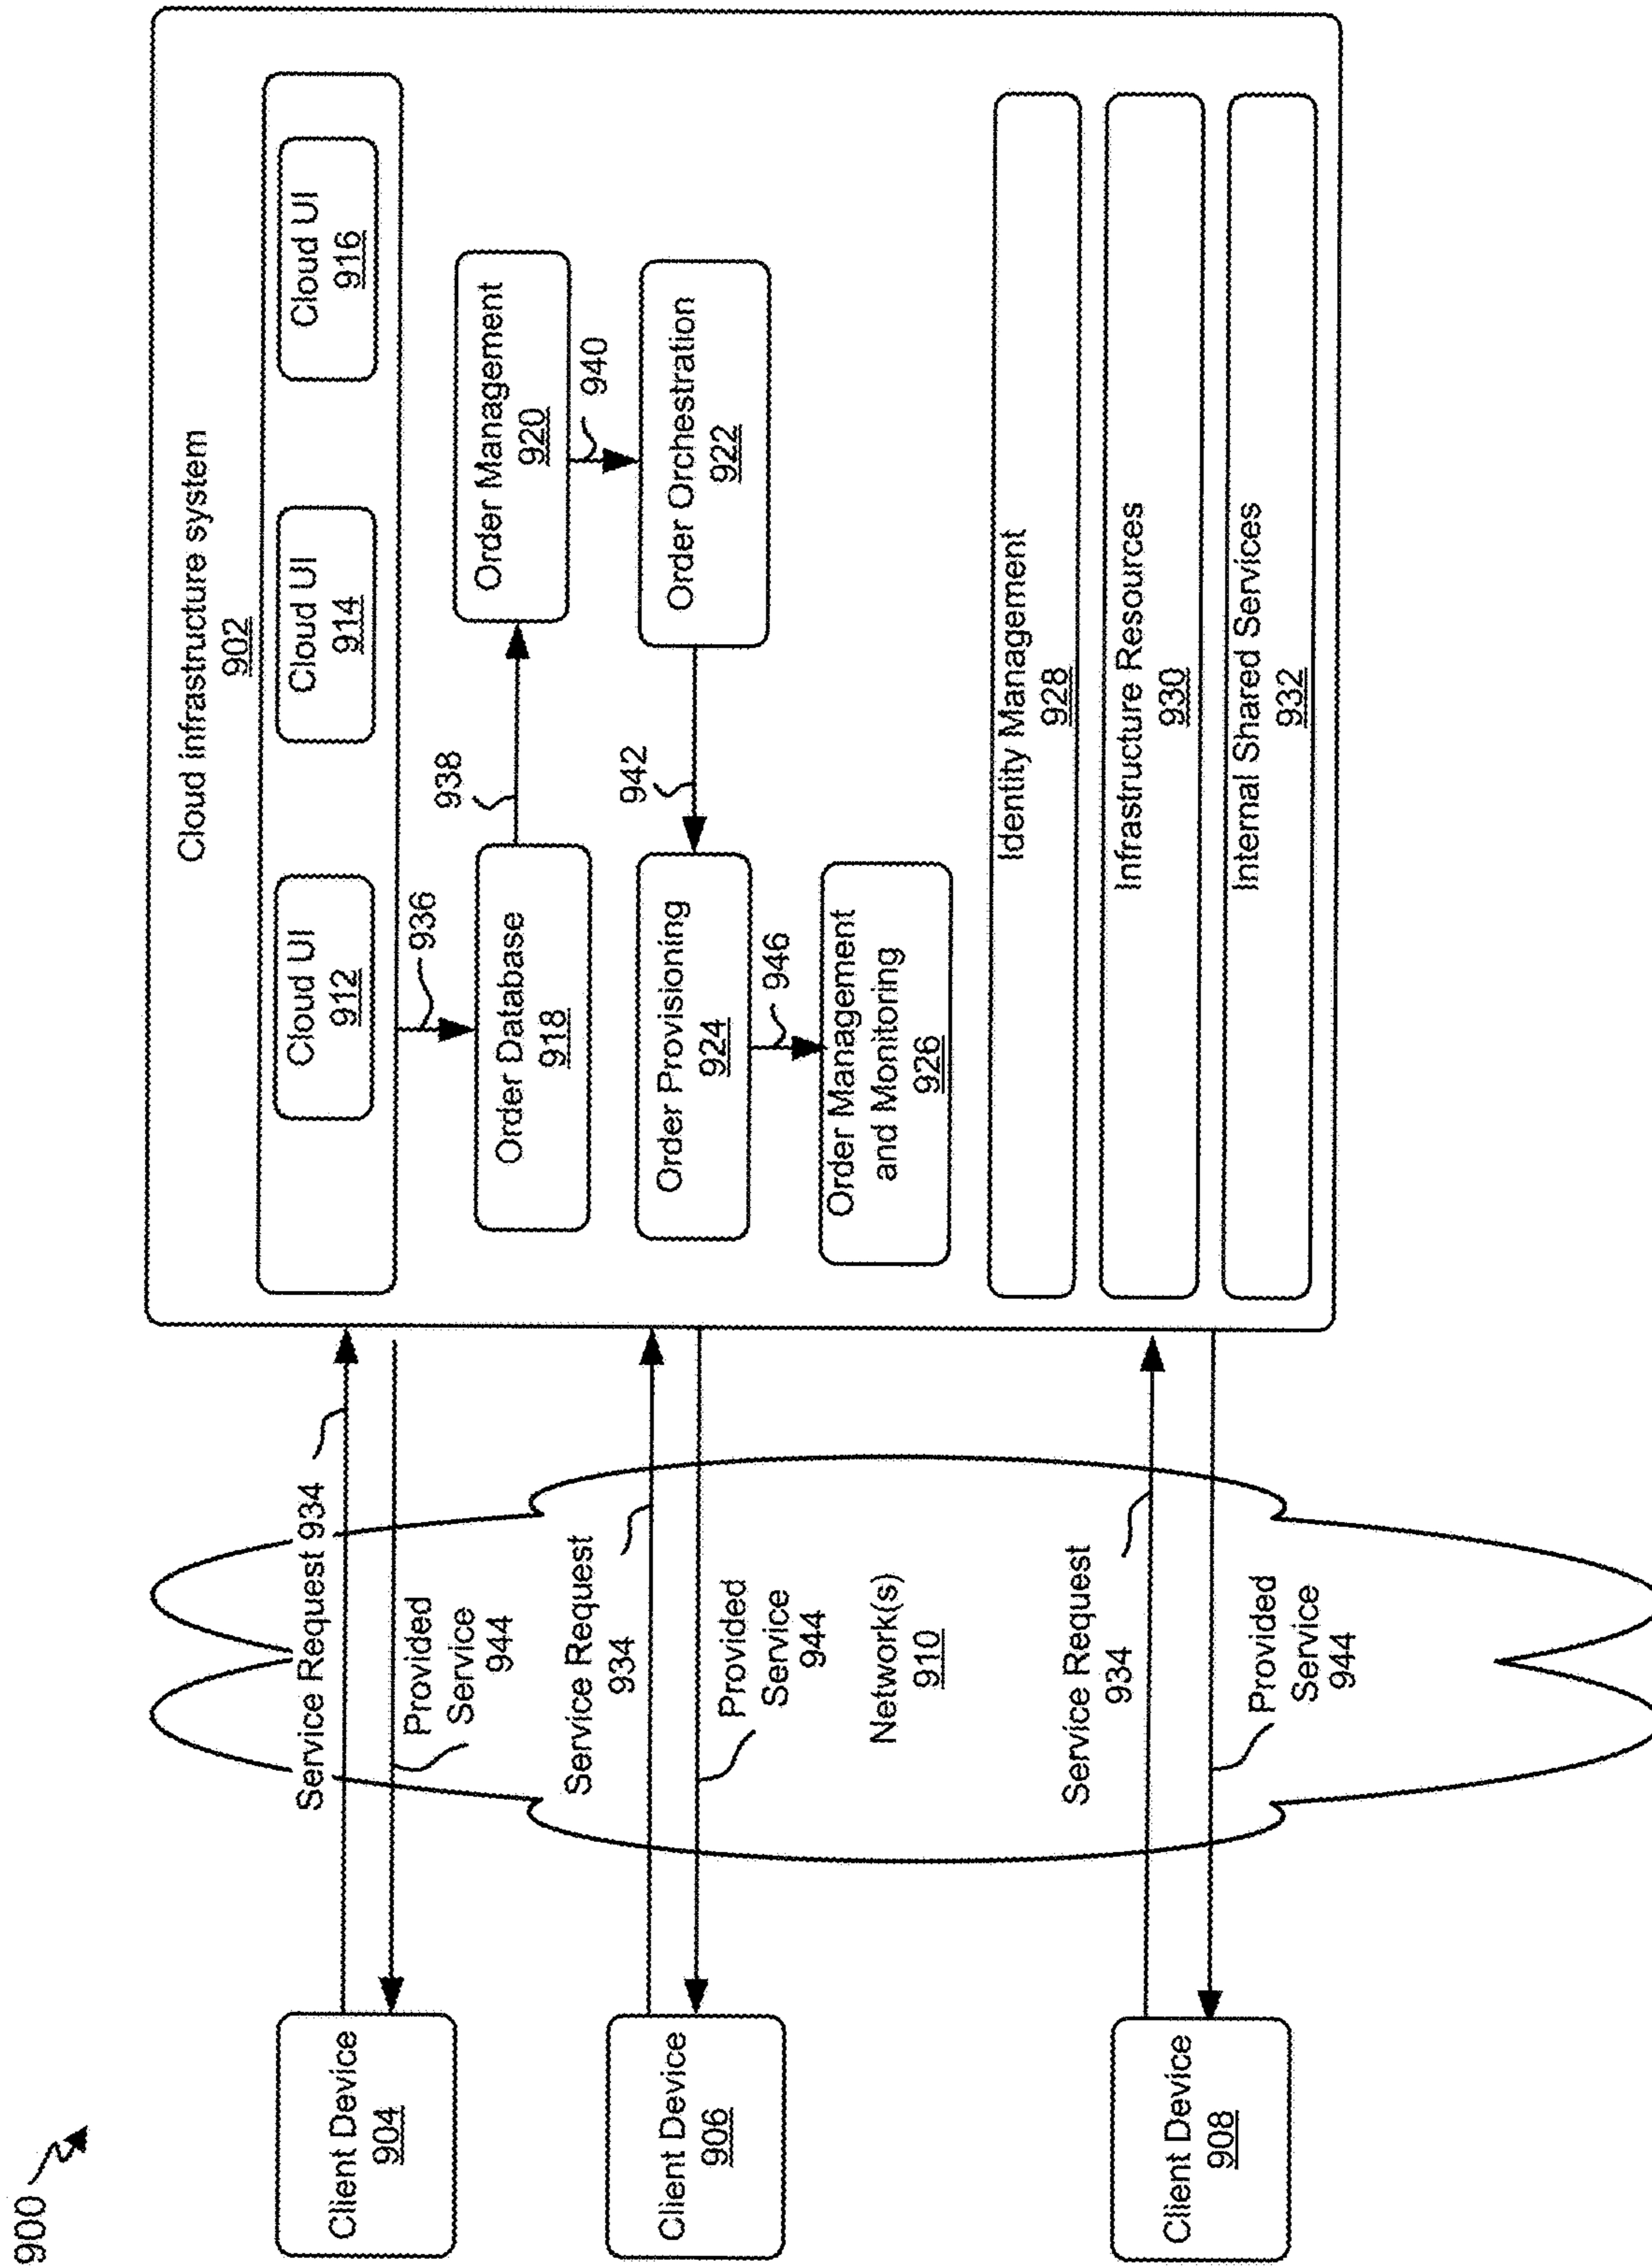 900
Client Device
904
Client Device
906
Client Device
908
Service Request 934
Provided
Service
944
Service Request
934
Provided
Service
944
Network(s)
910
Service Request
934
Provided
Service
944
Cloud infrastructure system
902
Cloud UI
912
Cloud UI
914
Cloud UI
916
936
Order Database
918
938
Order Management
920
940
Order Orchestration
922
942
Order Provisioning
924
946
Order Management
and Monitoring
926
Identity Management
928
Infrastructure Resources
930
Internal Shared Services
932